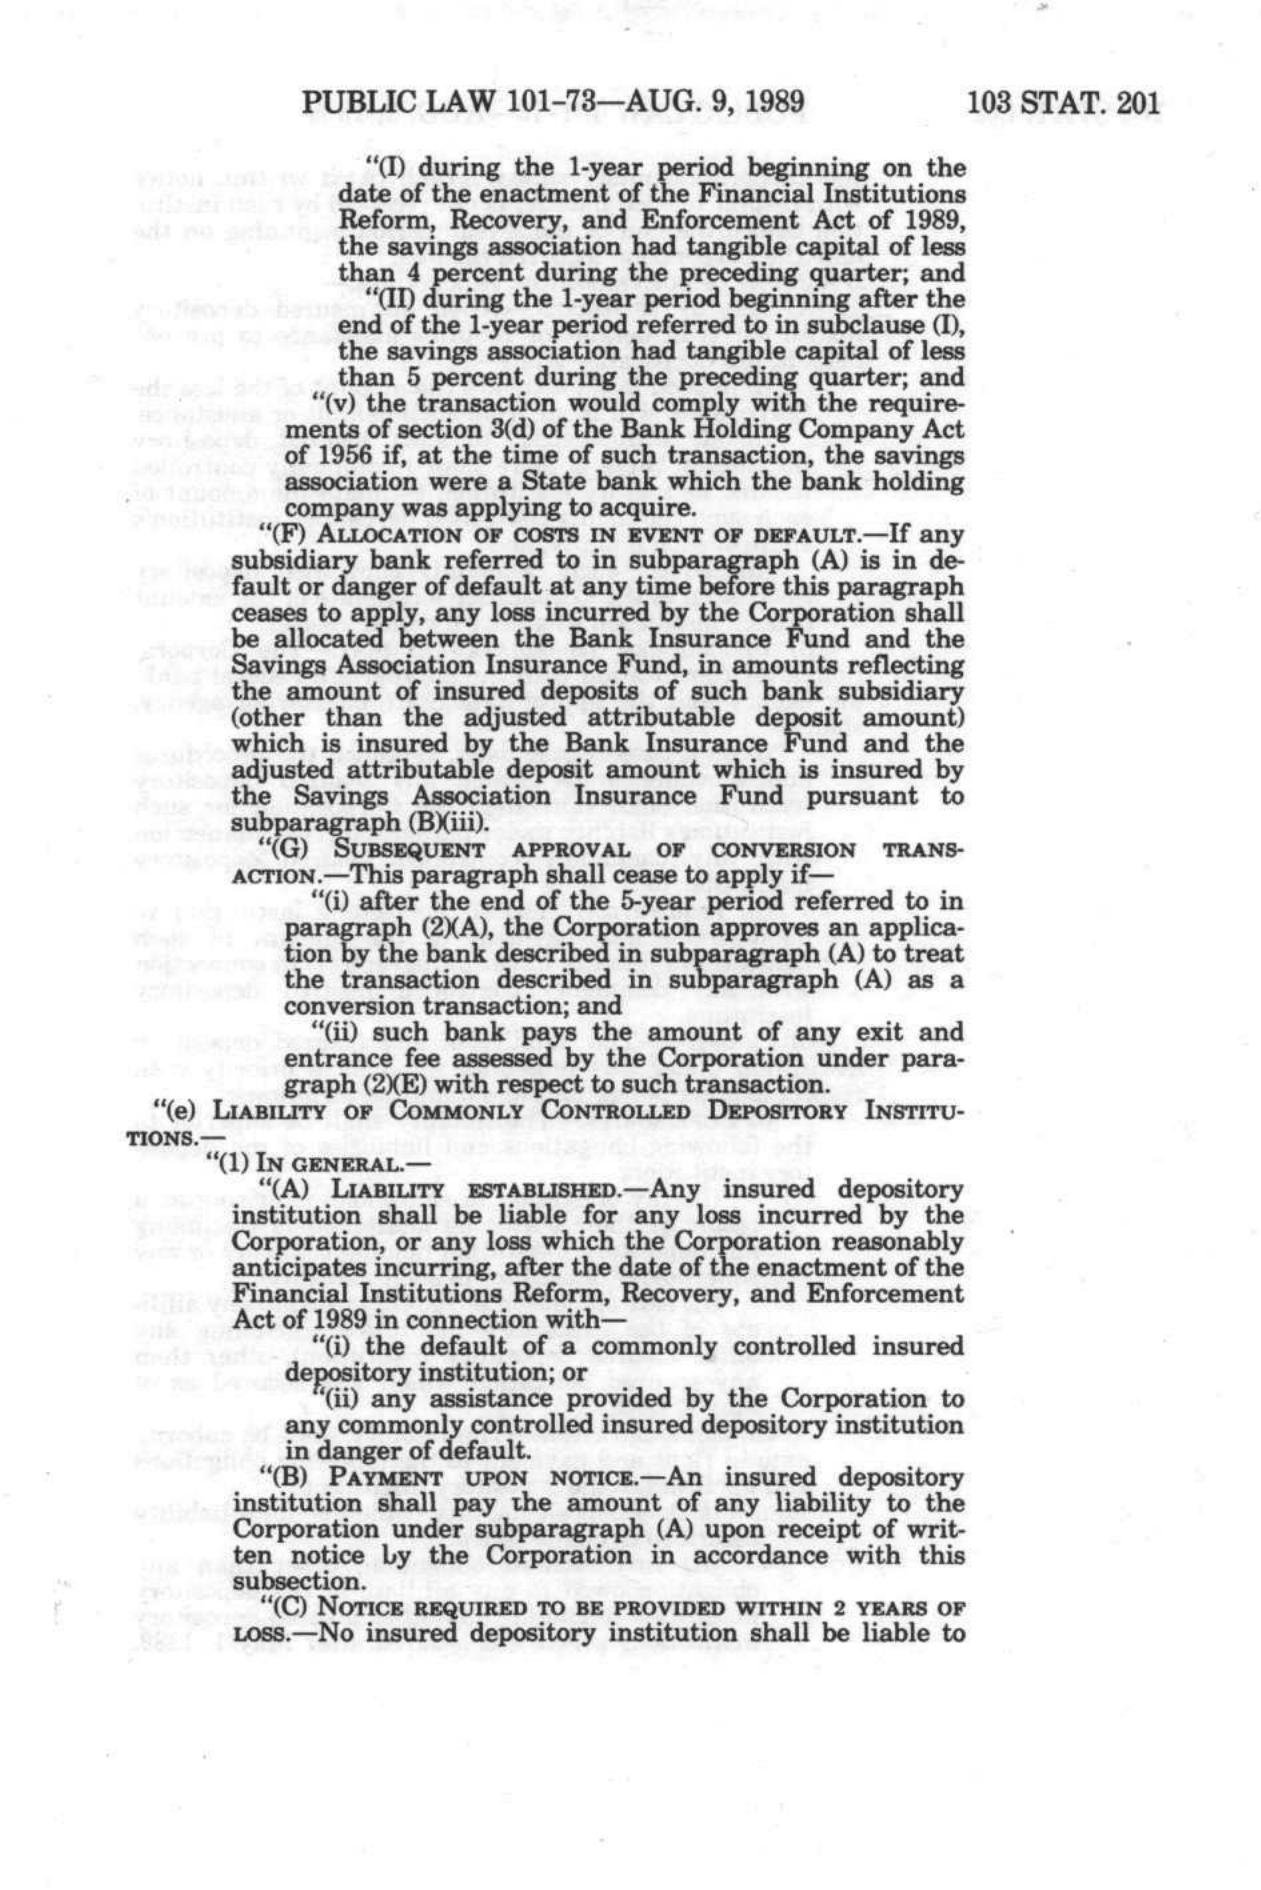 PUBLIC LAW 101-73—AUG. 9, 1989 103 STAT. 201
"(I) during the 1-year period beginning on the
date of the enactment of the Financial Institutions
Reform, Recovery, and Enforcement Act of 1989,
the savings association had tangible capital of less
than 4 percent during the preceding quarter; and
"(II) during the 1-year period beginning after the
end of the 1-year period referred to in subclause (I),
the savings association had tangible capital of less
than 5 percent during the preceding quarter; and
"(v) the transaction would comply with the require-
ments of section 3(d) of the Bank Holding Company Act
of 1956 if, at the time of such transaction, the savings
association were a State bank which the bank holding
company was applying to acquire.
"(F) ALLOCATION OF COSTS IN EVENT OF DEFAULT.—If any
subsidiary bank referred to in subparagraph (A) is in de-
fault or danger of default at any time before this paragraph
ceases to apply, any loss incurred by the Corporation shall
be allocated between the Bank Insurance Fund and the
Savings Association Insurance Fund, in amounts reflecting
the amount of insured deposits of such bank subsidiary
(other than the adjusted attributable deposit amount)
which is insured by the Bank Insurance Fund and the
adjusted attributable deposit amount which is insured by
the Savings Association Insurance Fund pursuant to
subparagraph (B)(iii).
"(G) SUBSEQUENT APPROVAL OF CONVERSION TRANS-
ACTION.—This paragraph shall cease to apply if—
"(i) after the end of the 5-year period referred to in
paragraph (2)(A), the Corporation approves an applica-
tion by the bank described in subparagraph (A) to treat
the transaction described in subparagraph (A) as a
conversion transaction; and
"(ii) such bank pays the amount of any exit and
entrance fee assessed by the Corporation under para-
graph (2)(E) with respect to such transaction.
"(e) LIABILITY OF COMMONLY CONTROLLED DEPOSITORY INSTITU-
TIONS.—
"(1) IN GENERAL.—
"(A) LIABILITY ESTABLISHED.—Any insured depository
institution shall be liable for any loss incurred by the
Corporation, or any loss which the Corporation reasonably
anticipates incurring, after the date of the enactment of the
Financial Institutions Reform, Recovery, and Enforcement
Act of 1989 in connection with—
"(i) the default of a commonly controlled insured
depository institution; or
"(ii) any assistance provided by the Corporation to
any commonly controlled insured depository institution
in danger of default.
"(B) PAYMENT UPON NOTICE.—An insured depository
institution shall pay the amount of any liability to the
Corporation under subparagraph (A) upon receipt of writ-
ten notice by the Corporation in accordance with this
subsection.
"(C) NOTICE REQUIRED TO BE PROVIDED WITHIN 2 YEARS OF
LOSS.—No insured depository institution shall be liable to